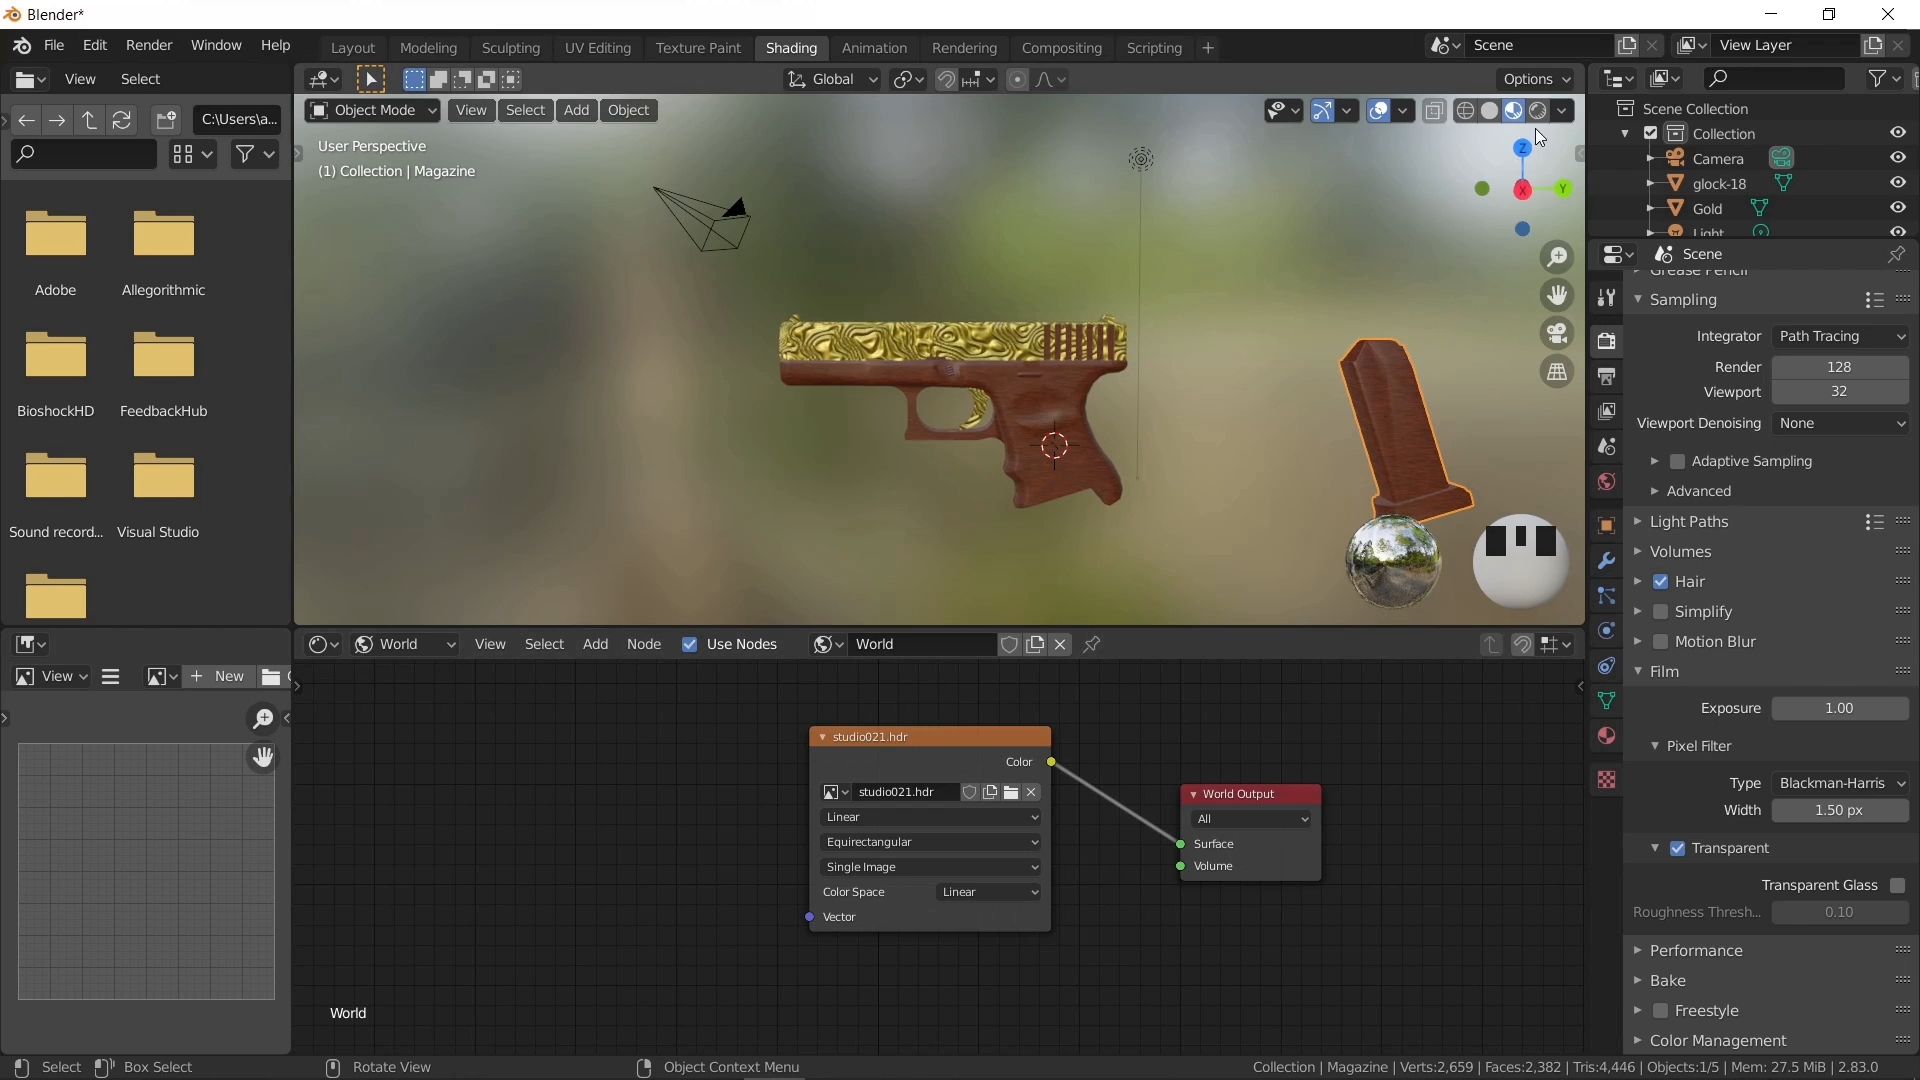 Blender*
File Edit Render Window Help
Layout Modeling Sculpting UV Editing Texture Paint Shading Animation Rendering Compositing Scripting +
Scene
View Layer
View Select
Global
Options
C:\Users\a...
Object Mode View Select Add Object
User Perspective
(1) Collection | Magazine
Z
X
Y
Adobe
Allegorithmic
BioshockHD
FeedbackHub
Sound record...
Visual Studio
Scene Collection
Collection
Camera
glock-18
Gold
Light
Scene
Grease Pencil
Sampling
Integrator Path Tracing
Render 128
Viewport 32
Viewport Denoising None
Adaptive Sampling
Advanced
Light Paths
Volumes
Hair
Simplify
Motion Blur
Film
Exposure 1.00
Pixel Filter
Type Blackman-Harris
Width 1.50 px
Transparent
Transparent Glass
Roughness Thresh... 0.10
Performance
Bake
Freestyle
Color Management
View
+ New
World View Select Add Node Use Nodes World
studio021.hdr
Color
studio021.hdr
Linear
Equirectangular
Single Image
Color Space Linear
Vector
World Output
All
Surface
Volume
World
Select Box Select Rotate View Object Context Menu
Collection | Magazine | Verts:2,659 | Faces:2,382 | Tris:4,446 | Objects:1/5 | Mem: 27.5 MiB | 2.83.0